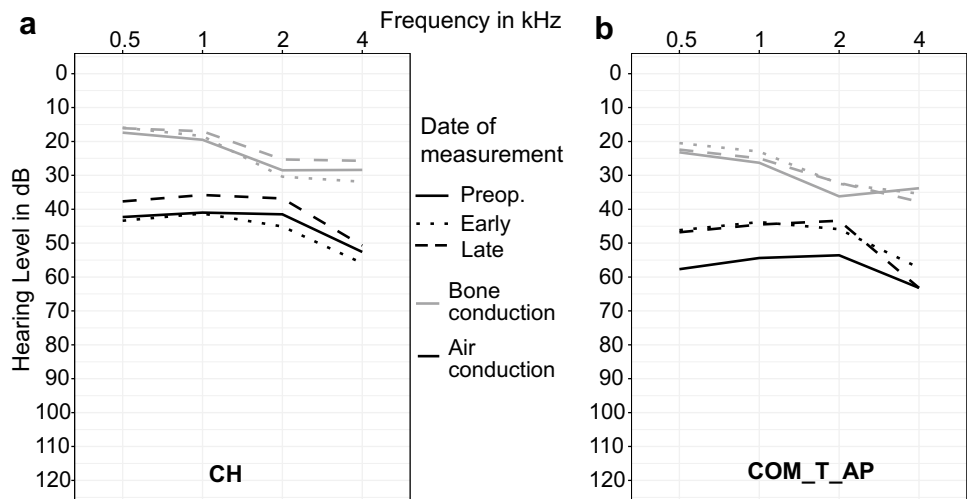 a
Frequency in kHz
b
0.5 1 2 4
0.5 1 2 4
Hearing Level in dB
0
10
20
30
40
50
60
70
80
90
100
110
120
CH
Date of
measurement
Preop.
Early
Late
Bone
conduction
Air
conduction
0
10
20
30
40
50
60
70
80
90
100
110
120
COM_T_AP